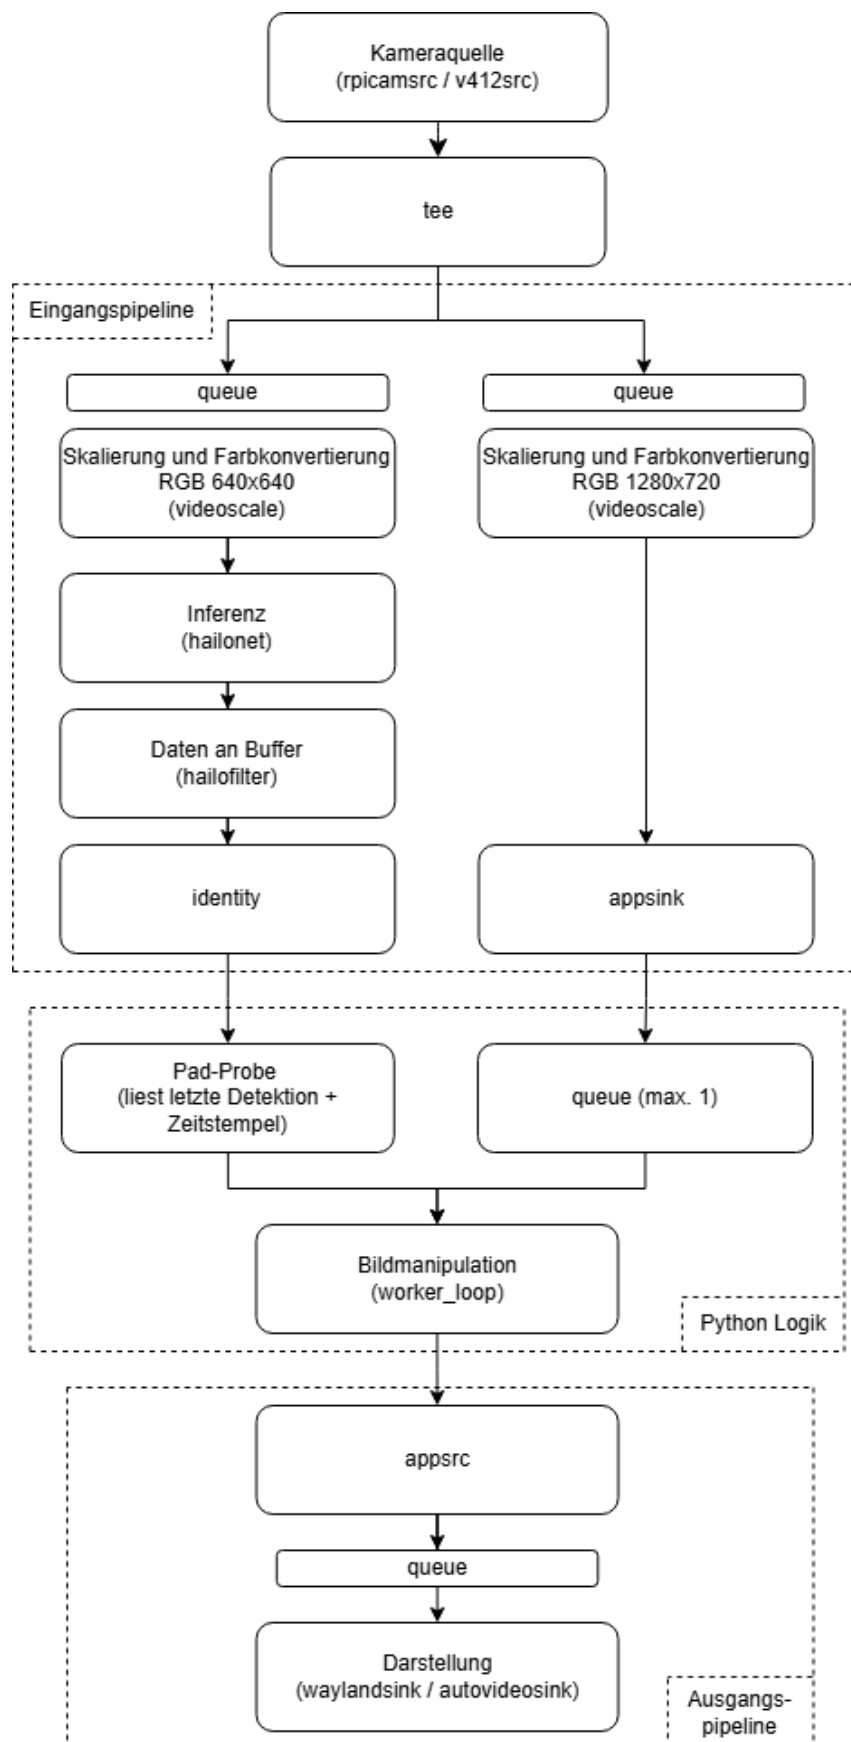 Kameraquelle
(rpicamsrc / v412src)
tee
Eingangspipeline
queue
queue
Skalierung und Farbkonvertierung
RGB 640x640
(videoscale)
Skalierung und Farbkonvertierung
RGB 1280x720
(videoscale)
Inferenz
(hailonet)
Daten an Buffer
(hailofilter)
identity
appsink
Pad-Probe
(liest letzte Detektion +
Zeitstempel)
queue (max. 1)
Bildmanipulation
(worker_loop)
Python Logik
appsrc
queue
Darstellung
(waylandsink / autovideosink)
Ausgangs-
pipeline